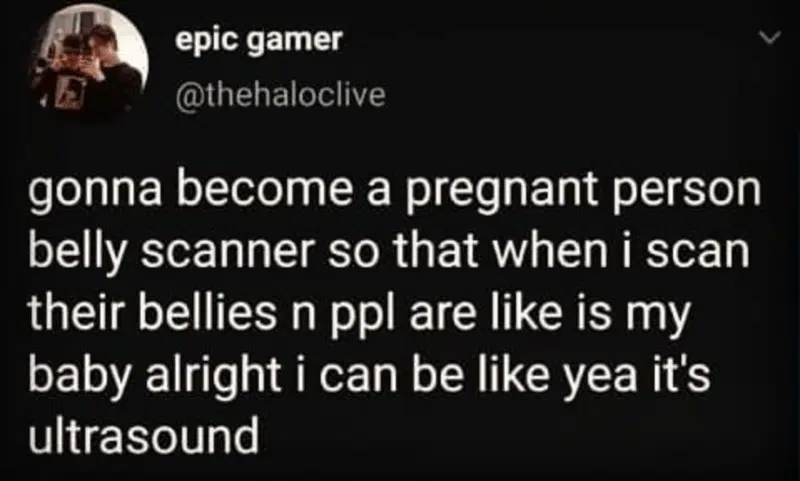 epic gamer
@thehaloclive
gonna become a pregnant person
belly scanner so that when i scan
their bellies n ppl are like is my
baby alright i can be like yea it's
ultrasound